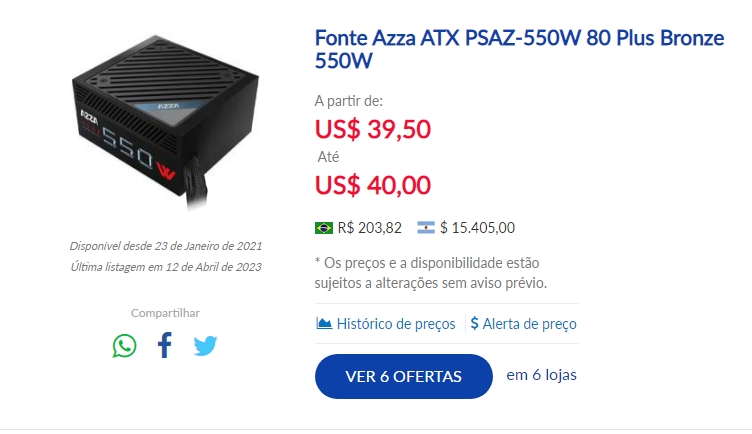 Fonte Azza ATX PSAZ-550W 80 Plus Bronze
550W
A partir de:
US$ 39,50
Até
US$ 40,00
R$ 203,82
$ 15.405,00
* Os preços e a disponibilidade estão
sujeitos a alterações sem aviso prévio.
Histórico de preços
$ Alerta de preço
VER 6 OFERTAS
em 6 lojas
AZZA
AZZA
550W
Disponível desde 23 de Janeiro de 2021
Última listagem em 12 de Abril de 2023
Compartilhar